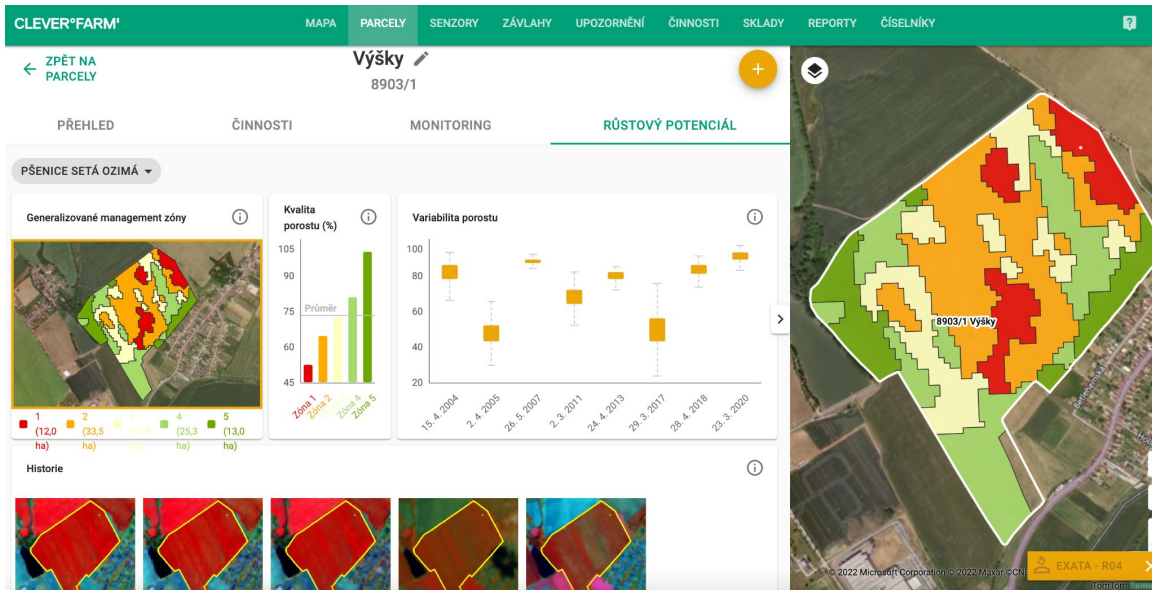 CLEVER°FARM'
MAPA
PARCELY
SENZORY
ZÁVLAHY
UPOZORNĚNÍ
ČINNOSTI
SKLADY
REPORTY
ČÍSELNÍKY
ZPĚT NA
PARCELY
Výšky
8903/1
PŘEHLED
ČINNOSTI
MONITORING
RŮSTOVÝ POTENCIÁL
PŠENICE SETÁ OZIMÁ
Generalizované management zóny
1
(12,0
ha)
2
(33,5
ha)
4
(25,3
ha)
5
(13,0
ha)
Kvalita
porostu (%)
105
90
75
60
45
Průměr
Zóna 1
Zóna 2
Zóna 4
Zóna 5
Variabilita porostu
100
80
60
40
20
15. 4. 2004
2. 4. 2005
26. 5. 2007
2. 3. 2011
24. 4. 2013
29. 3. 2017
28. 4. 2018
23. 3. 2020
Historie
8903/1 Výšky
Betlémská
© 2022 Microsoft Corporation © 2022 Maxar ©CNE
EXATA - R04
TomTom